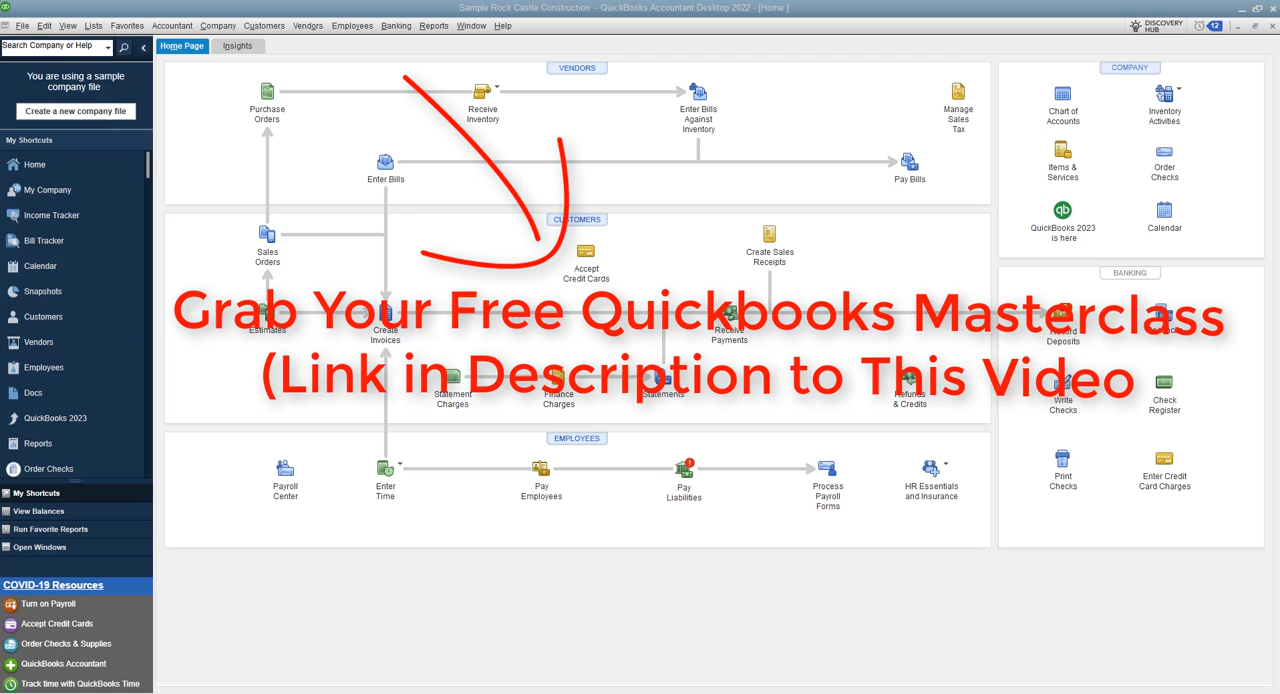 Sample Rock Castle Construction - QuickBooks Accountant Desktop 2022 - [Home ]
File Edit View Lists Favorites Accountant Company Customers Vendors Employees Banking Reports Window Help
DISCOVERY
HUB
12
Search Company or Help
Home Page
Insights
You are using a sample
company file
Create a new company file
My Shortcuts
Home
My Company
Income Tracker
Bill Tracker
Calendar
Snapshots
Customers
Vendors
Employees
Docs
QuickBooks 2023
Reports
Order Checks
My Shortcuts
View Balances
Run Favorite Reports
Open Windows
COVID-19 Resources
Turn on Payroll
Accept Credit Cards
Order Checks & Supplies
QuickBooks Accountant
Track time with QuickBooks Time
VENDORS
Purchase
Orders
Receive
Inventory
Enter Bills
Against
Inventory
Manage
Sales
Tax
Enter Bills
Pay Bills
CUSTOMERS
Sales
Orders
Accept
Credit Cards
Create Sales
Receipts
Grab Your Free Quickbooks Masterclass
(Link in Description to This Video
Estimates
Create
Invoices
Receive
Payments
Statement
Charges
Finance
Charges
Statements
Refunds
& Credits
EMPLOYEES
Payroll
Center
Enter
Time
Pay
Employees
Pay
Liabilities
Process
Payroll
Forms
HR Essentials
and Insurance
COMPANY
Chart of
Accounts
Inventory
Activities
Items &
Services
Order
Checks
qb
QuickBooks 2023
is here
Calendar
BANKING
Record
Deposits
Write
Checks
Check
Register
Print
Checks
Enter Credit
Card Charges